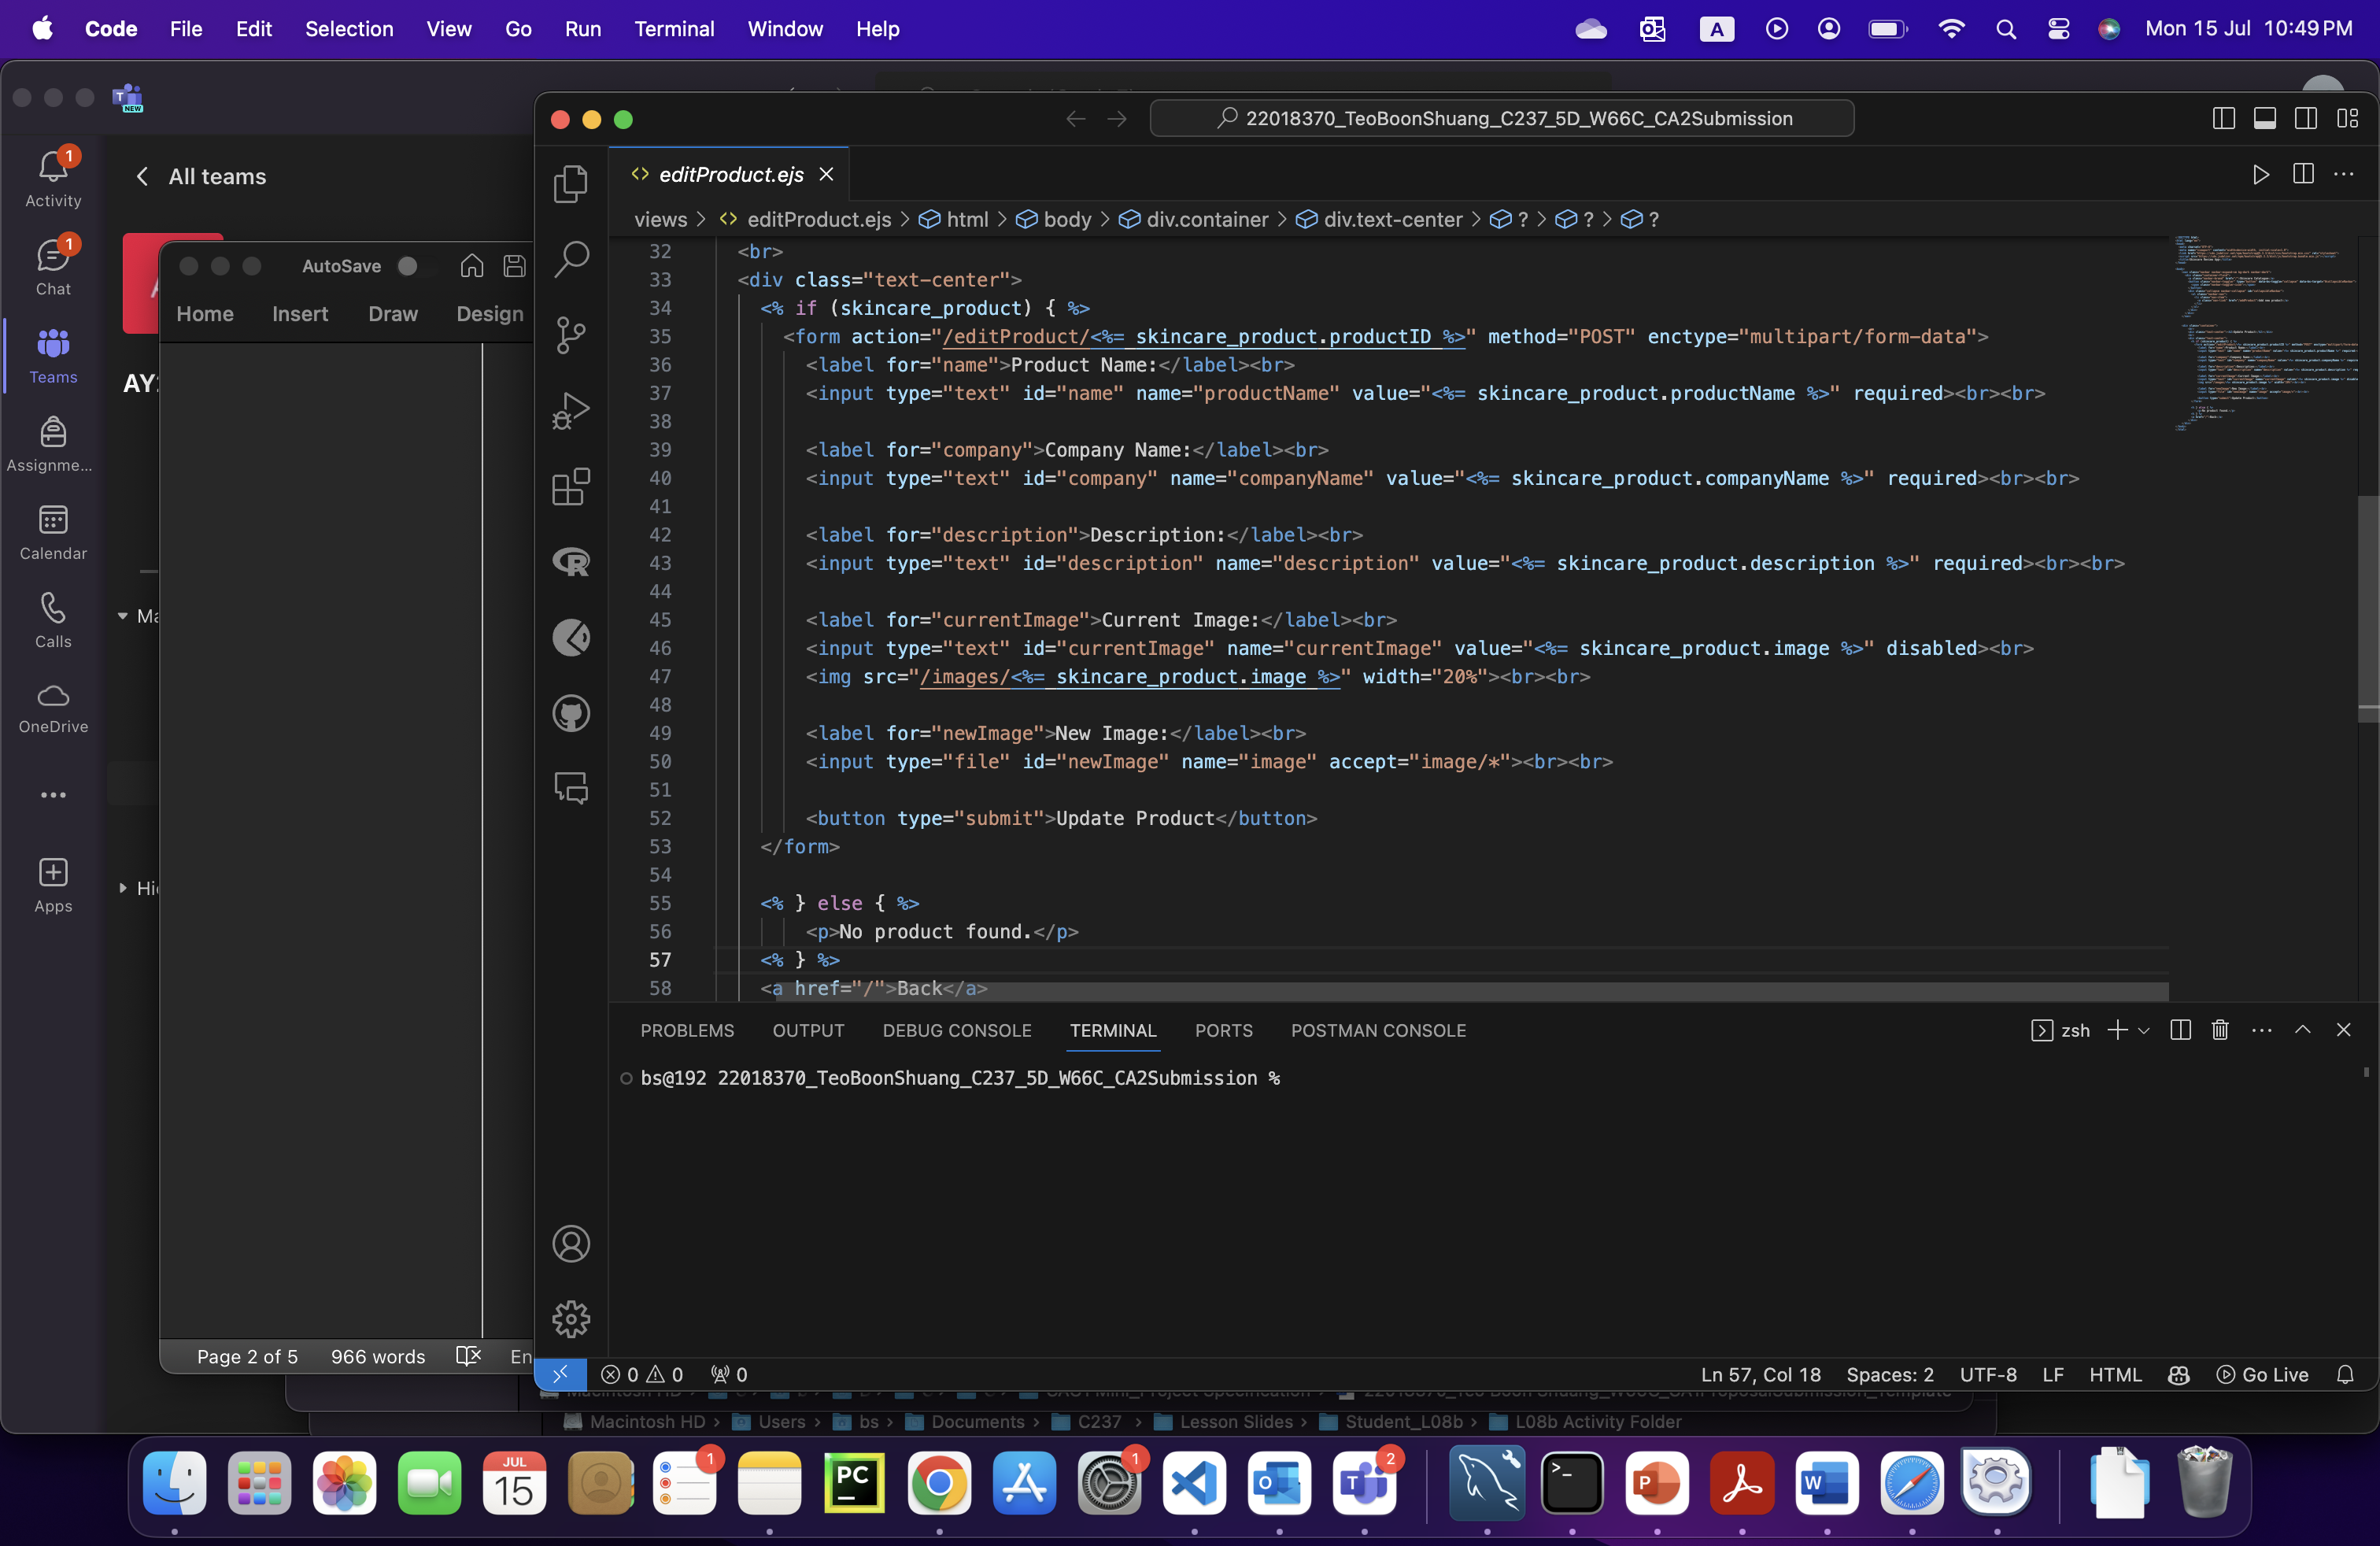 Code File Edit Selection View Go Run Terminal Window Help
A
Mon 15 Jul 10:49 PM
T NEW
1
Activity
1
Chat
Teams
Assignme...
Calendar
Calls
OneDrive
Apps
All teams
AutoSave
Home Insert Draw Design
Page 2 of 5 966 words En
22018370_TeoBoonShuang_C237_5D_W66C_CA2Submission
editProduct.ejs
views > editProduct.ejs > html > body > div.container > div.text-center > ? > ? > ?
32 <br>
33 <div class="text-center">
34 <% if (skincare_product) { %>
35 <form action="/editProduct/<%= skincare_product.productID %>" method="POST" enctype="multipart/form-data">
36 <label for="name">Product Name:</label><br>
37 <input type="text" id="name" name="productName" value="<%= skincare_product.productName %>" required><br><br>
38
39 <label for="company">Company Name:</label><br>
40 <input type="text" id="company" name="companyName" value="<%= skincare_product.companyName %>" required><br><br>
41
42 <label for="description">Description:</label><br>
43 <input type="text" id="description" name="description" value="<%= skincare_product.description %>" required><br><br>
44
45 <label for="currentImage">Current Image:</label><br>
46 <input type="text" id="currentImage" name="currentImage" value="<%= skincare_product.image %>" disabled><br>
47 <img src="/images/<%= skincare_product.image %>" width="20%"><br><br>
48
49 <label for="newImage">New Image:</label><br>
50 <input type="file" id="newImage" name="image" accept="image/*"><br><br>
51
52 <button type="submit">Update Product</button>
53 </form>
54
55 <% } else { %>
56 <p>No product found.</p>
57 <% } %>
58 <a href="/">Back</a>
PROBLEMS OUTPUT DEBUG CONSOLE TERMINAL PORTS POSTMAN CONSOLE
zsh
bs@192 22018370_TeoBoonShuang_C237_5D_W66C_CA2Submission %
0 0 0
Ln 57, Col 18 Spaces: 2 UTF-8 LF HTML Go Live
Macintosh HD > Users > bs > Documents > C237 > Lesson Slides > Student_L08b > L08b Activity Folder
JUL
15
1
PC
1
O
T
2
P
W